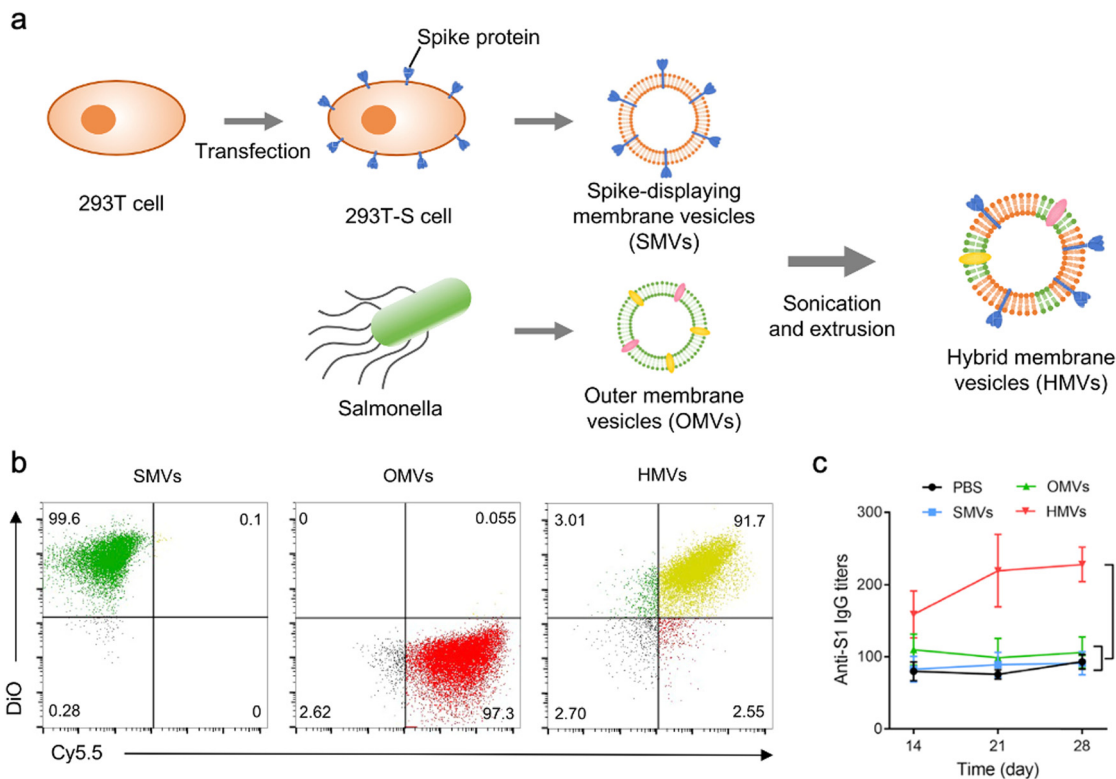 a
Spike protein
Transfection
293T cell
293T-S cell
Spike-displaying
membrane vesicles
(SMVs)
Salmonella
Outer membrane
vesicles (OMVs)
Sonication
and extrusion
Hybrid membrane
vesicles (HMVs)
b
SMVs
OMVs
HMVs
99.6
0.1
0.28
0
0
0.055
2.62
97.3
3.01
91.7
2.70
2.55
DiO
Cy5.5
c
PBS
OMVs
SMVs
HMVs
Anti-S1 IgG titers
300
200
100
0
14
21
28
Time (day)